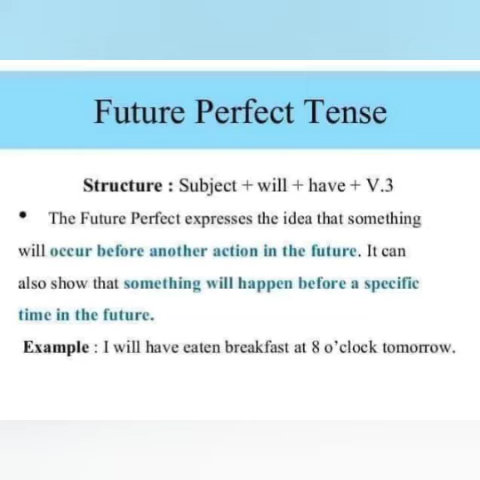 Future Perfect Tense
Structure : Subject + will + have + V.3
• The Future Perfect expresses the idea that something
will occur before another action in the future. It can
also show that something will happen before a specific
time in the future.
Example : I will have eaten breakfast at 8 o’clock tomorrow.